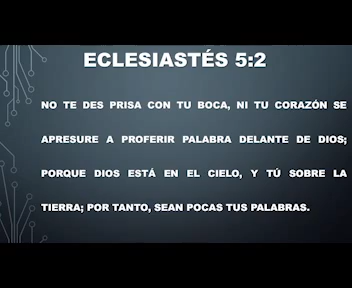 ECLESIASTÉS 5:2
NO TE DES PRISA CON TU BOCA, NI TU CORAZÓN SE
APRESURE A PROFERIR PALABRA DELANTE DE DIOS;
PORQUE DIOS ESTÁ EN EL CIELO, Y TÚ SOBRE LA
TIERRA; POR TANTO, SEAN POCAS TUS PALABRAS.